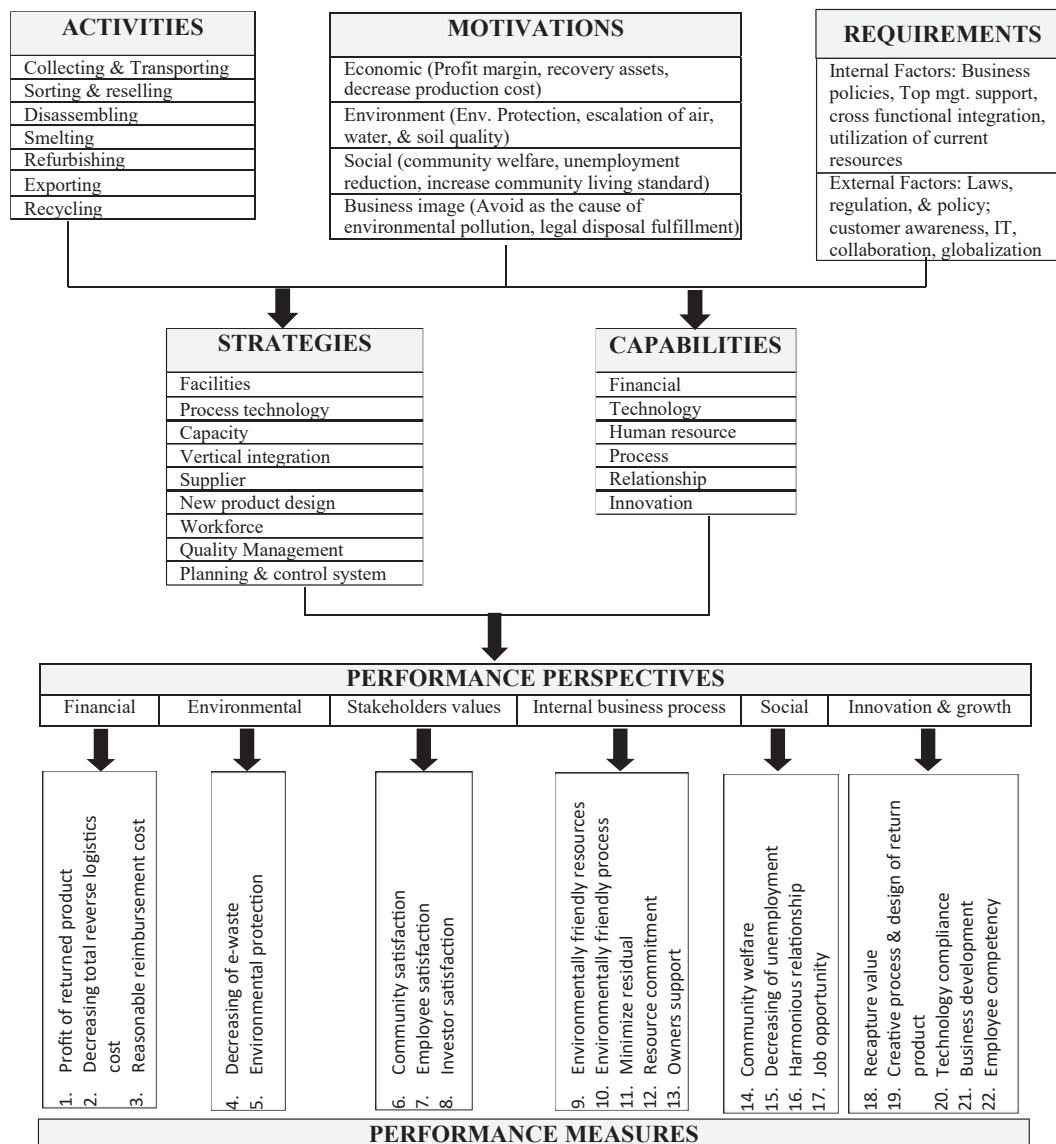 ACTIVITIES
Collecting & Transporting
Sorting & reselling
Disassembling
Smelting
Refurbishing
Exporting
Recycling
MOTIVATIONS
Economic (Profit margin, recovery assets,
decrease production cost)
Environment (Env. Protection, escalation of air,
water, & soil quality)
Social (community welfare, unemployment
reduction, increase community living standard)
Business image (Avoid as the cause of
environmental pollution, legal disposal fulfillment)
REQUIREMENTS
Internal Factors: Business
policies, Top mgt. support,
cross functional integration,
utilization of current
resources
External Factors: Laws,
regulation, & policy;
customer awareness, IT,
collaboration, globalization
STRATEGIES
Facilities
Process technology
Capacity
Vertical integration
Supplier
New product design
Workforce
Quality Management
Planning & control system
CAPABILITIES
Financial
Technology
Human resource
Process
Relationship
Innovation
PERFORMANCE PERSPECTIVES
Financial
Environmental
Stakeholders values
Internal business process
Social
Innovation & growth
1. Profit of returned product
2. Decreasing total reverse logistics
cost
3. Reasonable reimbursement cost
4. Decreasing of e-waste
5. Environmental protection
6. Community satisfaction
7. Employee satisfaction
8. Investor satisfaction
9. Environmentally friendly resources
10. Environmentally friendly process
11. Minimize residual
12. Resource commitment
13. Owners support
14. Community welfare
15. Decreasing of unemployment
16. Harmonious relationship
17. Job opportunity
18. Recapture value
19. Creative process & design of return
product
20. Technology compliance
21. Business development
22. Employee competency
PERFORMANCE MEASURES